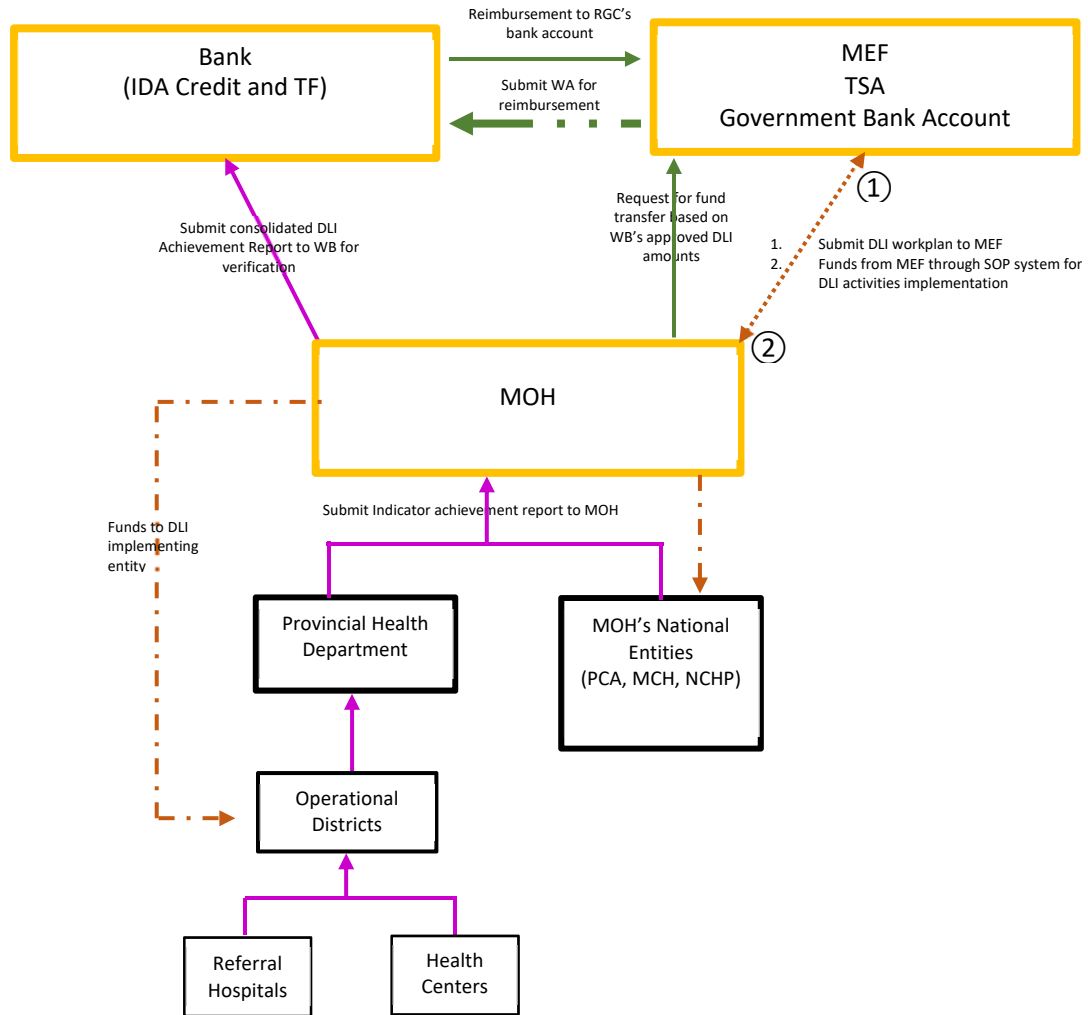 Reimbursement to RGC's
bank account
Bank
(IDA Credit and TF)
MEF
TSA
Government Bank Account
Submit WA for
reimbursement
①
Request for fund
transfer based on
WB's approved DLI
amounts
Submit consolidated DLI
Achievement Report to WB for
verification
1. Submit DLI workplan to MEF
2. Funds from MEF through SOP system for
DLI activities implementation
②
MOH
Submit Indicator achievement report to MOH
Funds to DLI
implementing
entity
Provincial Health
Department
MOH's National
Entities
(PCA, MCH, NCHP)
Operational
Districts
Referral
Hospitals
Health
Centers